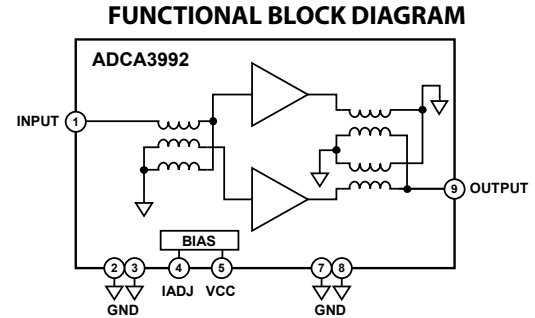 FUNCTIONAL BLOCK DIAGRAM
ADCA3992
INPUT 1
9 OUTPUT
BIAS
2 3 4 5 7 8
GND IADJ VCC GND